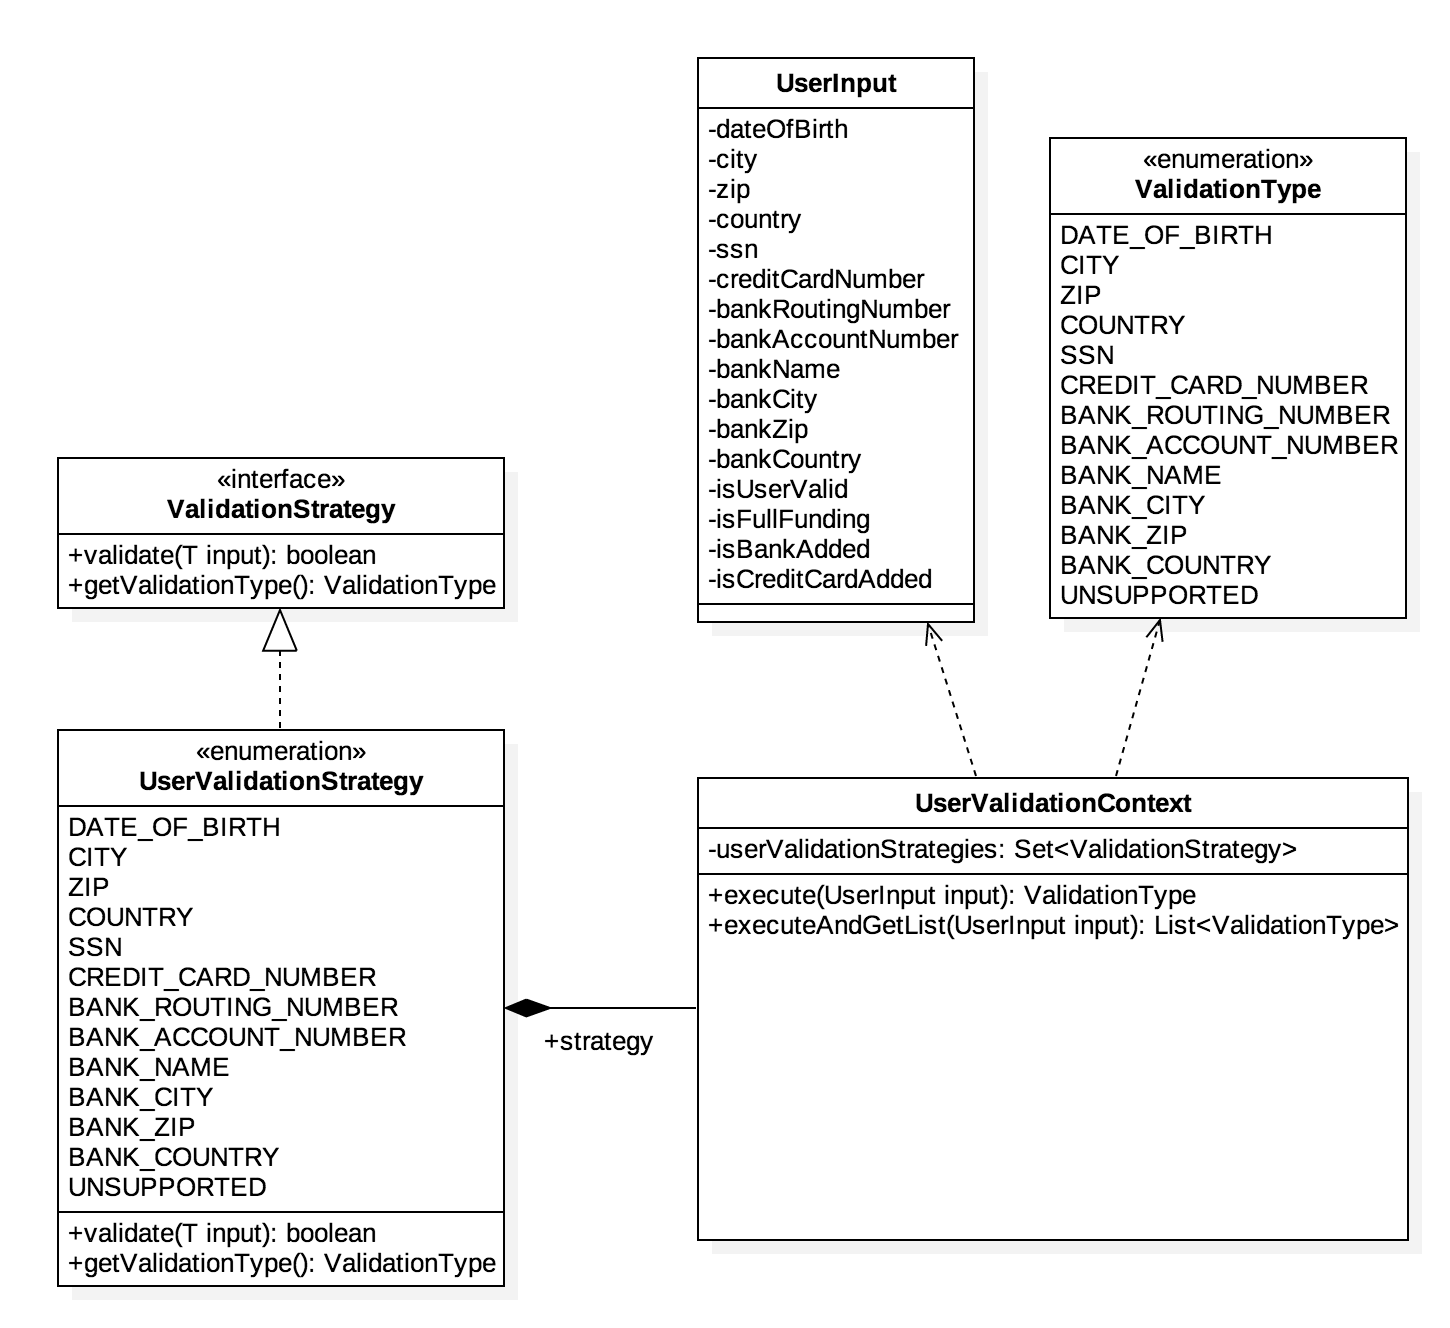 UserInput
-dateOfBirth
-city
-zip
-country
-ssn
-creditCardNumber
-bankRoutingNumber
-bankAccountNumber
-bankName
-bankCity
-bankZip
-bankCountry
-isUserValid
-isFullFunding
-isBankAdded
-isCreditCardAdded
«enumeration»
ValidationType
DATE_OF_BIRTH
CITY
ZIP
COUNTRY
SSN
CREDIT_CARD_NUMBER
BANK_ROUTING_NUMBER
BANK_ACCOUNT_NUMBER
BANK_NAME
BANK_CITY
BANK_ZIP
BANK_COUNTRY
UNSUPPORTED
«interface»
ValidationStrategy
+validate(T input): boolean
+getValidationType(): ValidationType
«enumeration»
UserValidationStrategy
DATE_OF_BIRTH
CITY
ZIP
COUNTRY
SSN
CREDIT_CARD_NUMBER
BANK_ROUTING_NUMBER
BANK_ACCOUNT_NUMBER
BANK_NAME
BANK_CITY
BANK_ZIP
BANK_COUNTRY
UNSUPPORTED
+validate(T input): boolean
+getValidationType(): ValidationType
+strategy
UserValidationContext
-userValidationStrategies: Set<ValidationStrategy>
+execute(UserInput input): ValidationType
+executeAndGetList(UserInput input): List<ValidationType>